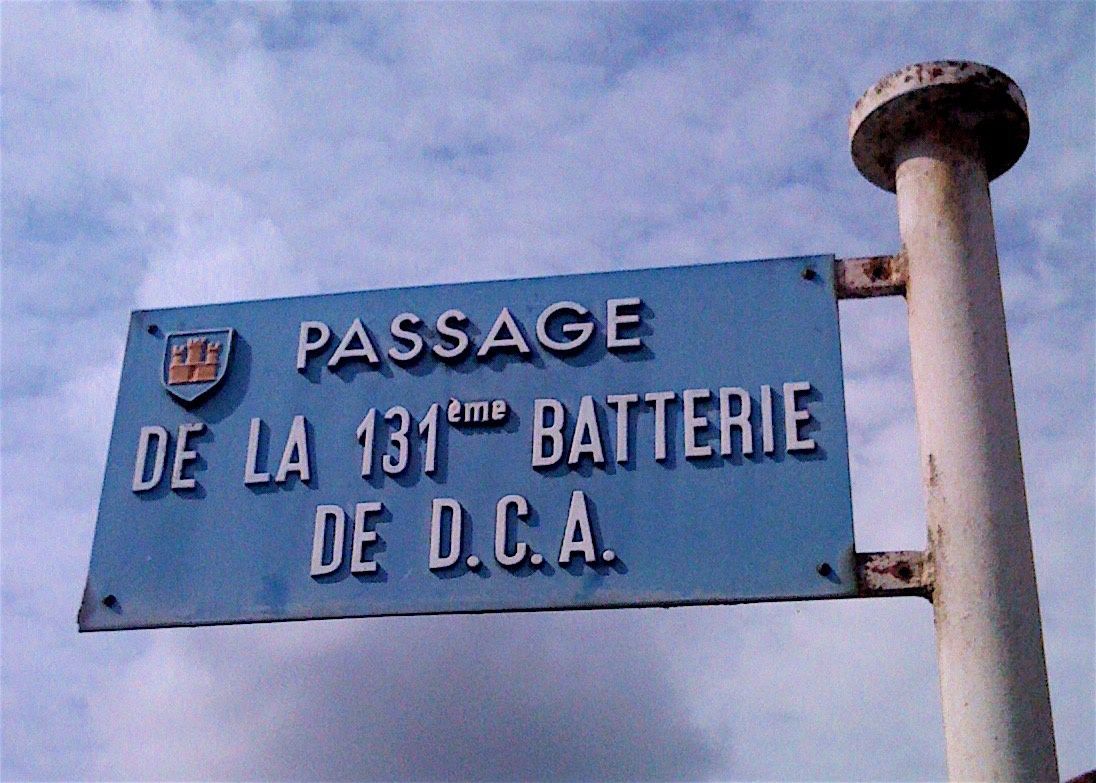 PASSAGE
DE LA 131ème BATTERIE
DE D.C.A.